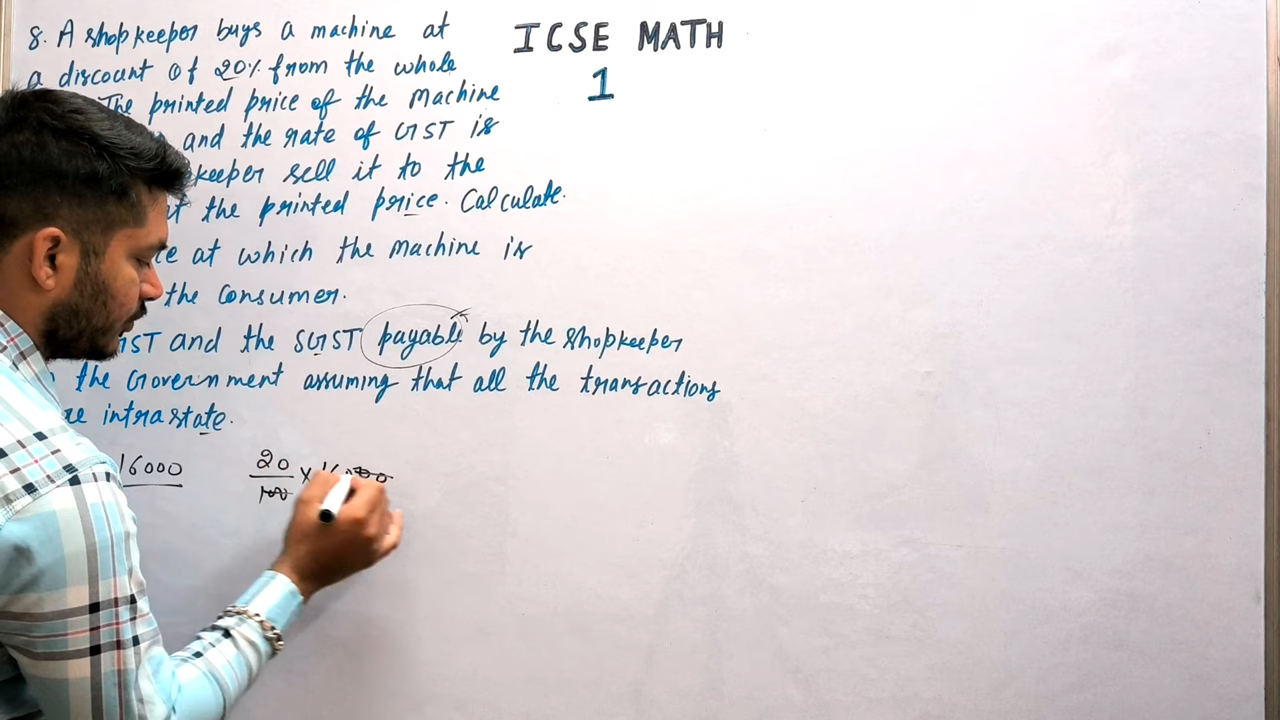 8. A shopkeeper buys a machine at
a discount of 20% from the whole
The printed price of the machine
and the rate of GST is
keeper sell it to the
the printed price. Calculate.
at which the machine is
the consumer.
and the SGST payable by the shopkeeper
the Government assuming that all the transactions
intrastate.
16000
20
100 ×
ICSE MATH
1